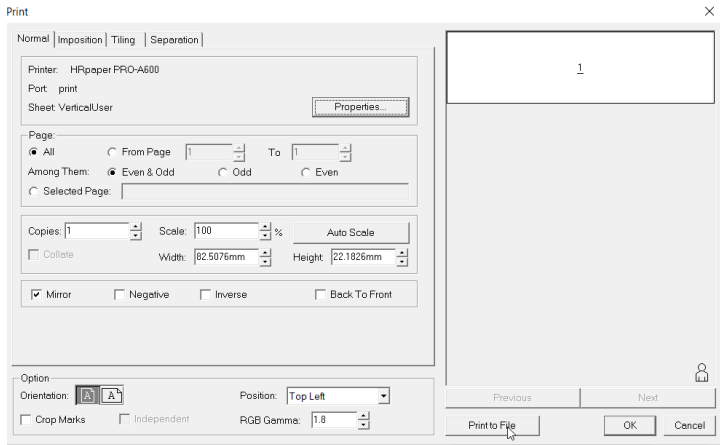 Print
Normal Imposition Tiling Separation
Printer: HRpaper PRO-A600
Port: print
Sheet: VerticalUser
Properties...
Page:
All From Page 1 To 1
Among Them: Even & Odd Odd Even
Selected Page:
Copies: 1 Scale: 100 % Auto Scale
Collate Width: 82.5076mm Height: 22.1826mm
Mirror Negative Inverse Back To Front
Option
Orientation: A A Position: Top Left
Crop Marks Independent RGB Gamma: 1.8
1
Previous Next
Print to File OK Cancel